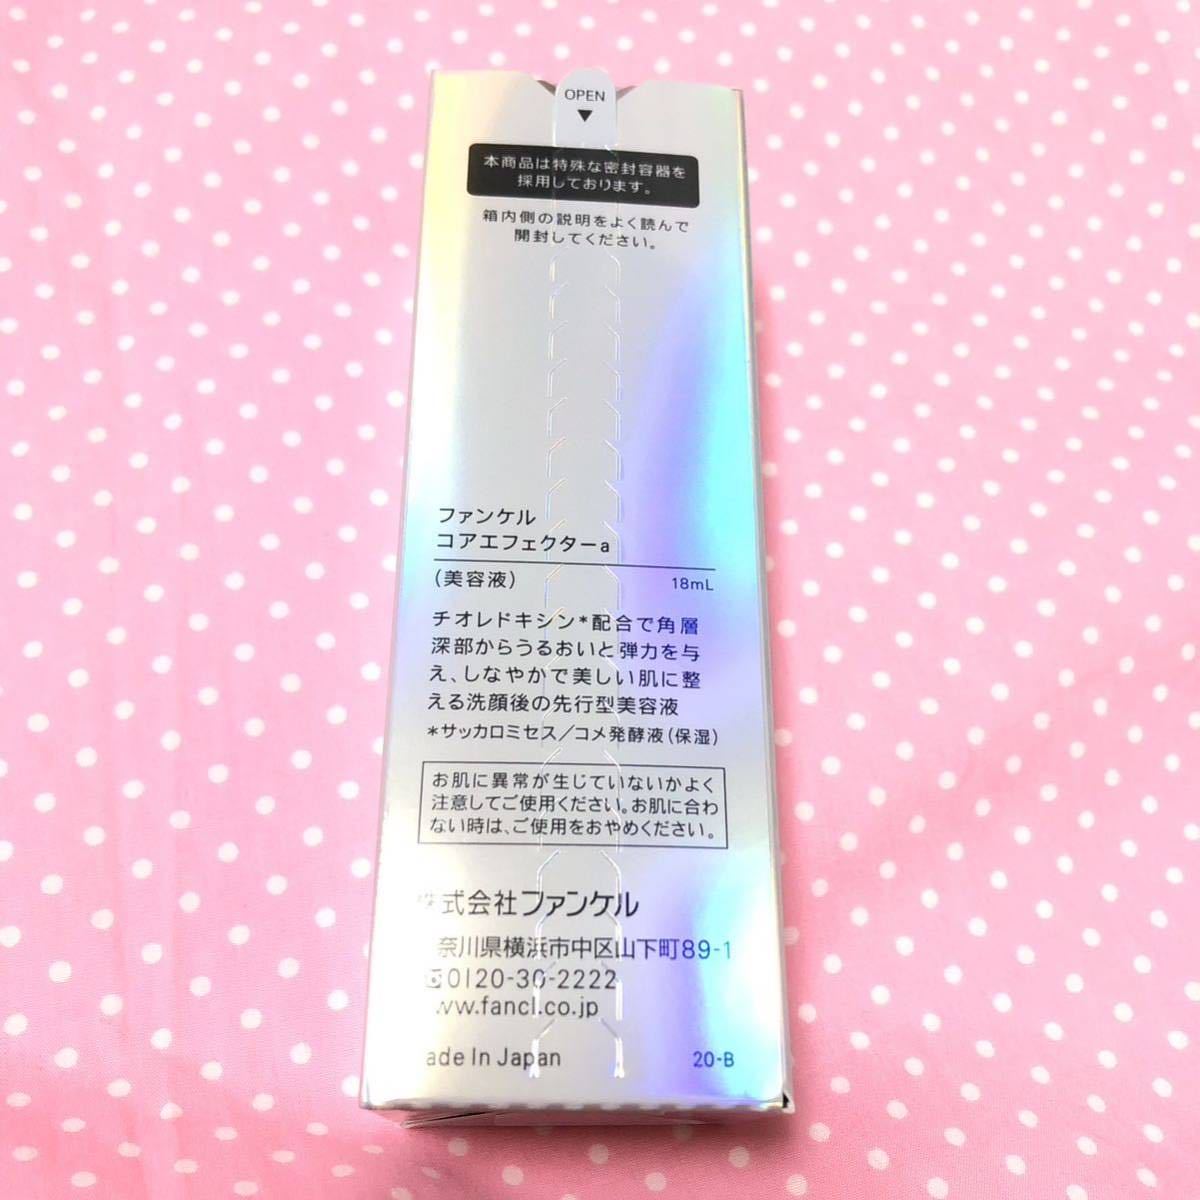 OPEN
▼
本商品は特殊な密封容器を
採用しております。
箱内側の説明をよく読んで
開封してください。
ファンケル
コアエフェクターa
(美容液) 18mL
チオレドキシン*配合で角層
深部からうるおいと弾力を与
え、しなやかで美しい肌に整
える洗顔後の先行型美容液
*サッカロミセス/コメ発酵液(保湿)
お肌に異常が生じていないかよく
注意してご使用ください。お肌に合わ
ない時は、ご使用をおやめください。
株式会社ファンケル
奈川県横浜市中区山下町89-1
0120-30-2222
ww.fancl.co.jp
ade In Japan 20-B